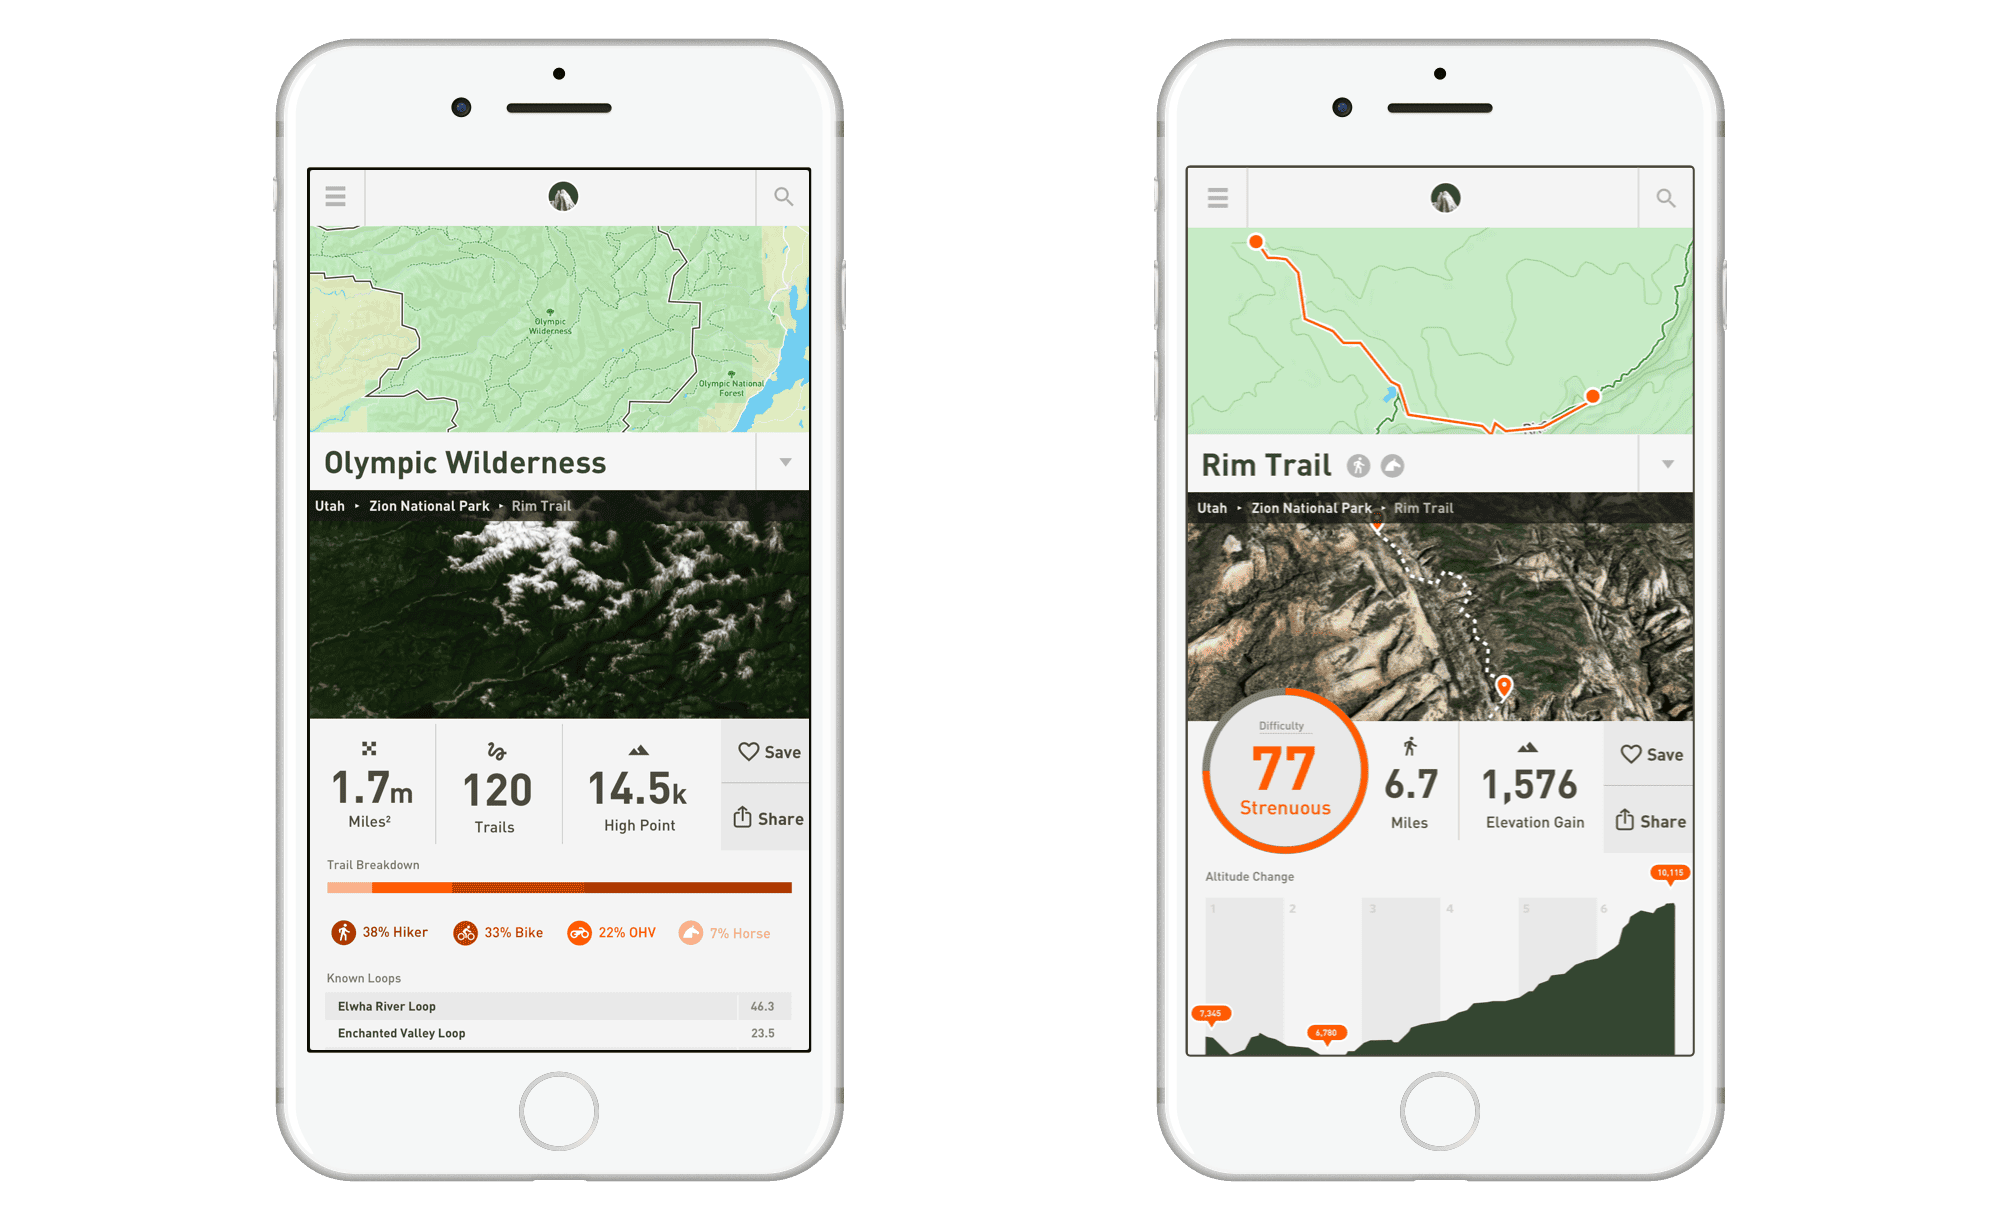 Olympic
Wilderness
Olympic National
Forest
Olympic Wilderness
Utah ▸ Zion National Park ▸ Rim Trail
1.7m
Miles²
120
Trails
14.5k
High Point
Save
Share
Trail Breakdown
38% Hiker
33% Bike
22% OHV
7% Horse
Known Loops
Elwha River Loop 46.3
Enchanted Valley Loop 23.5
Rim Trail
Utah ▸ Zion National Park ▸ Rim Trail
Difficulty
77
Strenuous
6.7
Miles
1,576
Elevation Gain
Save
Share
Altitude Change
10,115
1 2 3 4 5 6
7,345
6,780